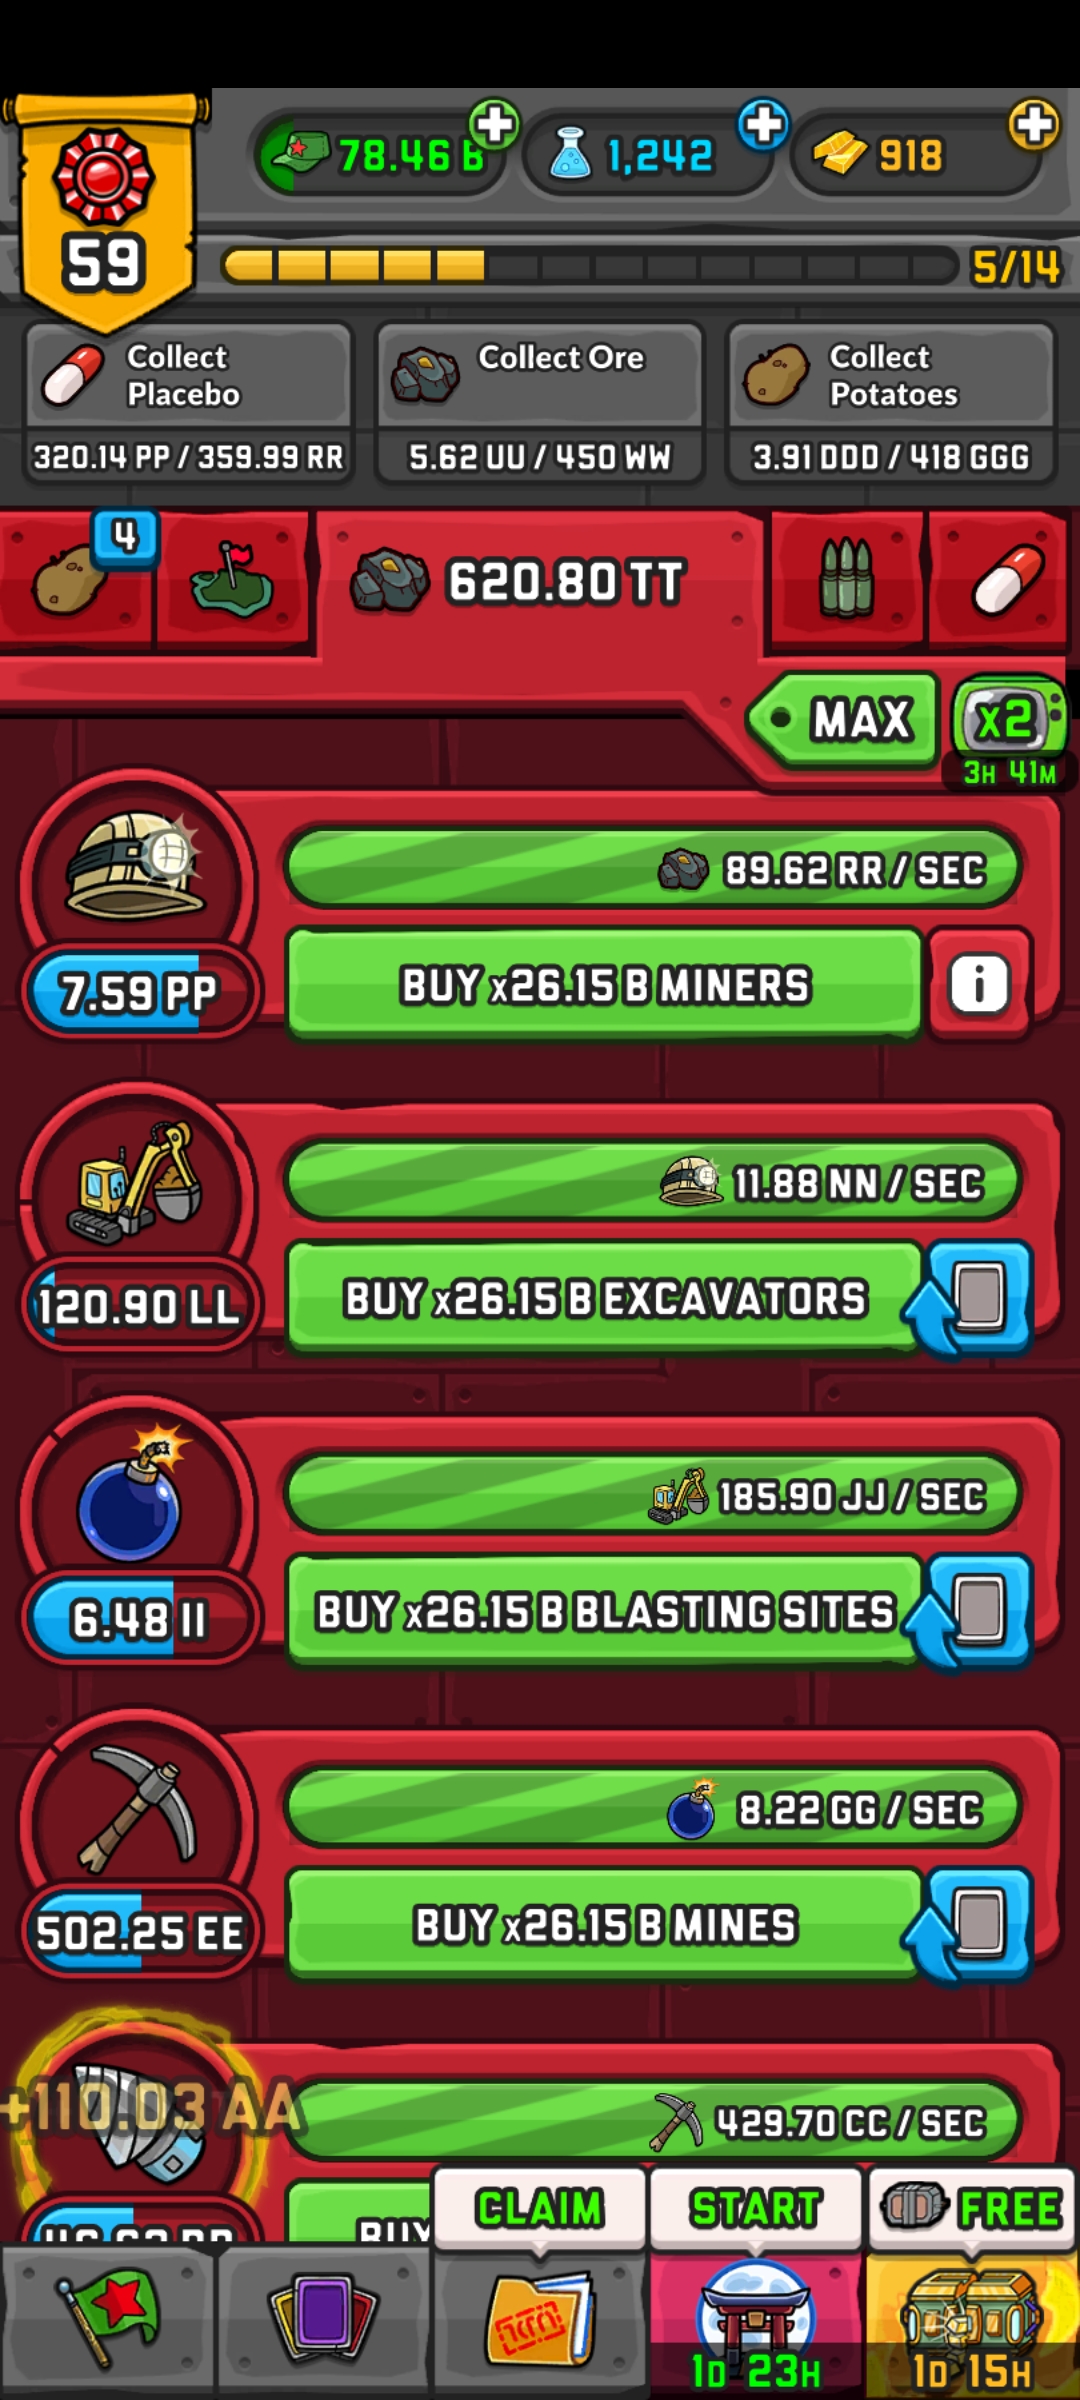 78.46 B
1,242
918
59
5/14
Collect
Placebo
320.14 PP / 359.99 RR
Collect Ore
5.62 UU / 450 WW
Collect
Potatoes
3.91 DDD / 418 GGG
4
620.80 TT
MAX
x2
3H 41M
89.62 RR / SEC
7.59 PP
BUY x26.15 B MINERS
i
11.88 NN / SEC
120.90 LL
BUY x26.15 B EXCAVATORS
185.90 JJ / SEC
6.48 II
BUY x26.15 B BLASTING SITES
8.22 GG / SEC
502.25 EE
BUY x26.15 B MINES
+110.03 AA
429.70 CC / SEC
BUY
CLAIM
START
FREE
1D 23H
1D 15H